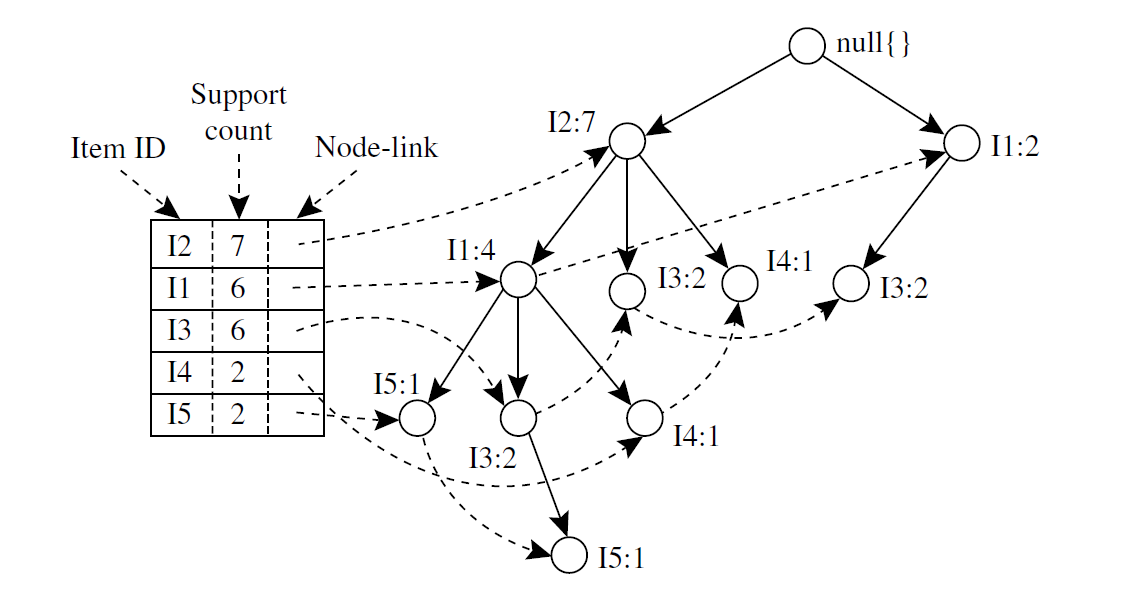 null{}
Support
count
Item ID
Node-link
I2:7
I1:2
I2 7
I1 6
I3 6
I4 2
I5 2
I1:4
I3:2
I4:1
I3:2
I5:1
I3:2
I4:1
I5:1